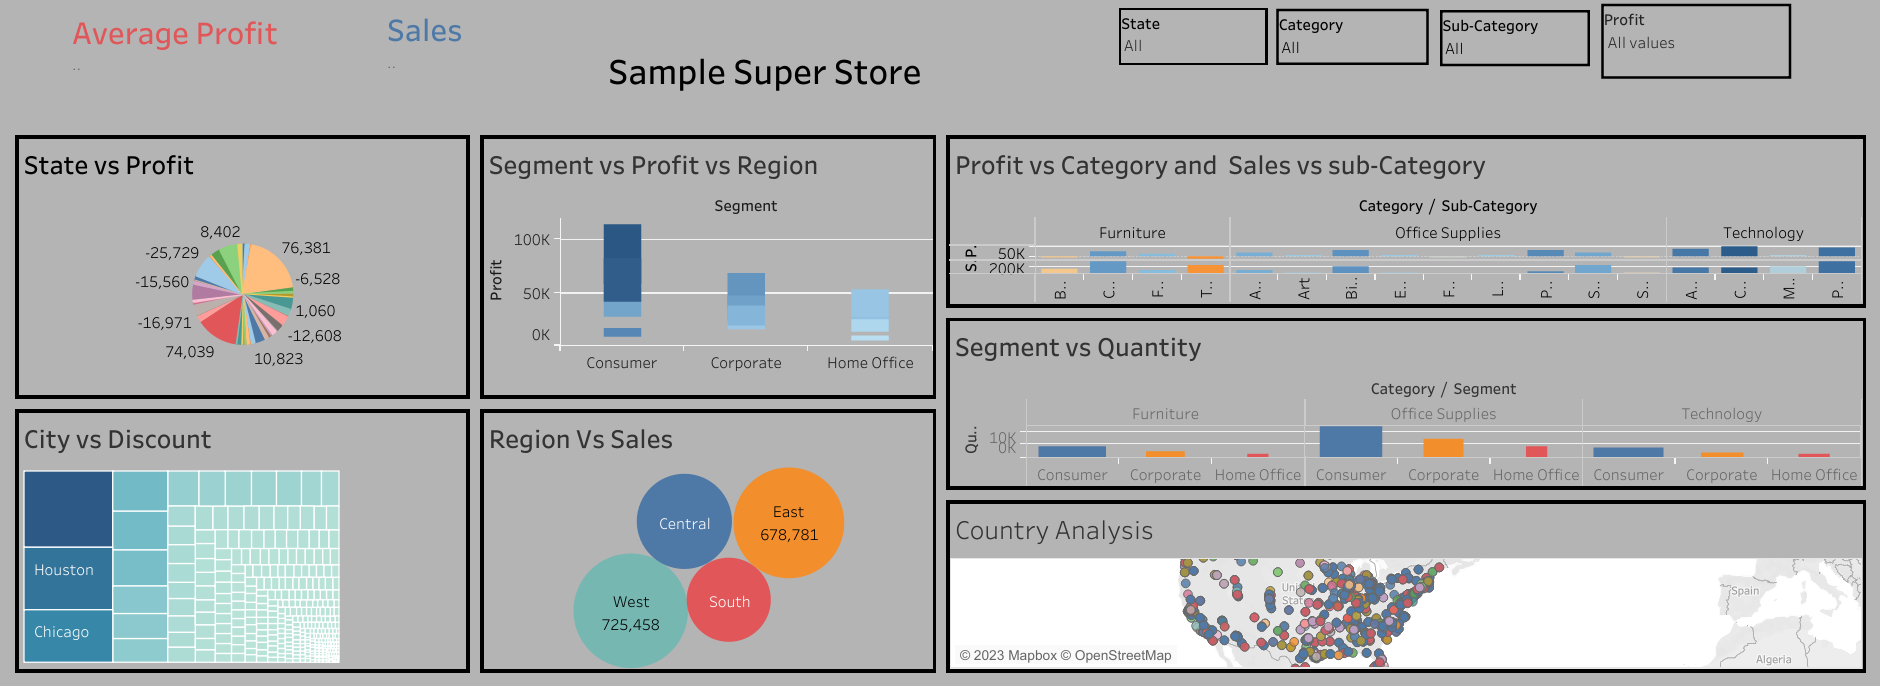 Average Profit
..
Sales
..
Sample Super Store
State
All
Category
All
Sub-Category
All
Profit
All values
State vs Profit
8,402
76,381
-25,729
-6,528
-15,560
1,060
-16,971
-12,608
74,039
10,823
Segment vs Profit vs Region
Segment
Profit
100K
50K
0K
Consumer Corporate Home Office
Profit vs Category and Sales vs sub-Category
Category / Sub-Category
Furniture Office Supplies Technology
S. P.
50K
200K
B.. C.. F.. T.. A.. Art Bi.. E.. F.. L.. P.. S.. S.. A.. C.. M.. P..
Segment vs Quantity
Category / Segment
Furniture Office Supplies Technology
Qu..
10K
0K
Consumer Corporate Home Office Consumer Corporate Home Office Consumer Corporate Home Office
City vs Discount
Houston
Chicago
Region Vs Sales
Central
East
678,781
West
725,458
South
Country Analysis
Spain
Algeria
© 2023 Mapbox © OpenStreetMap